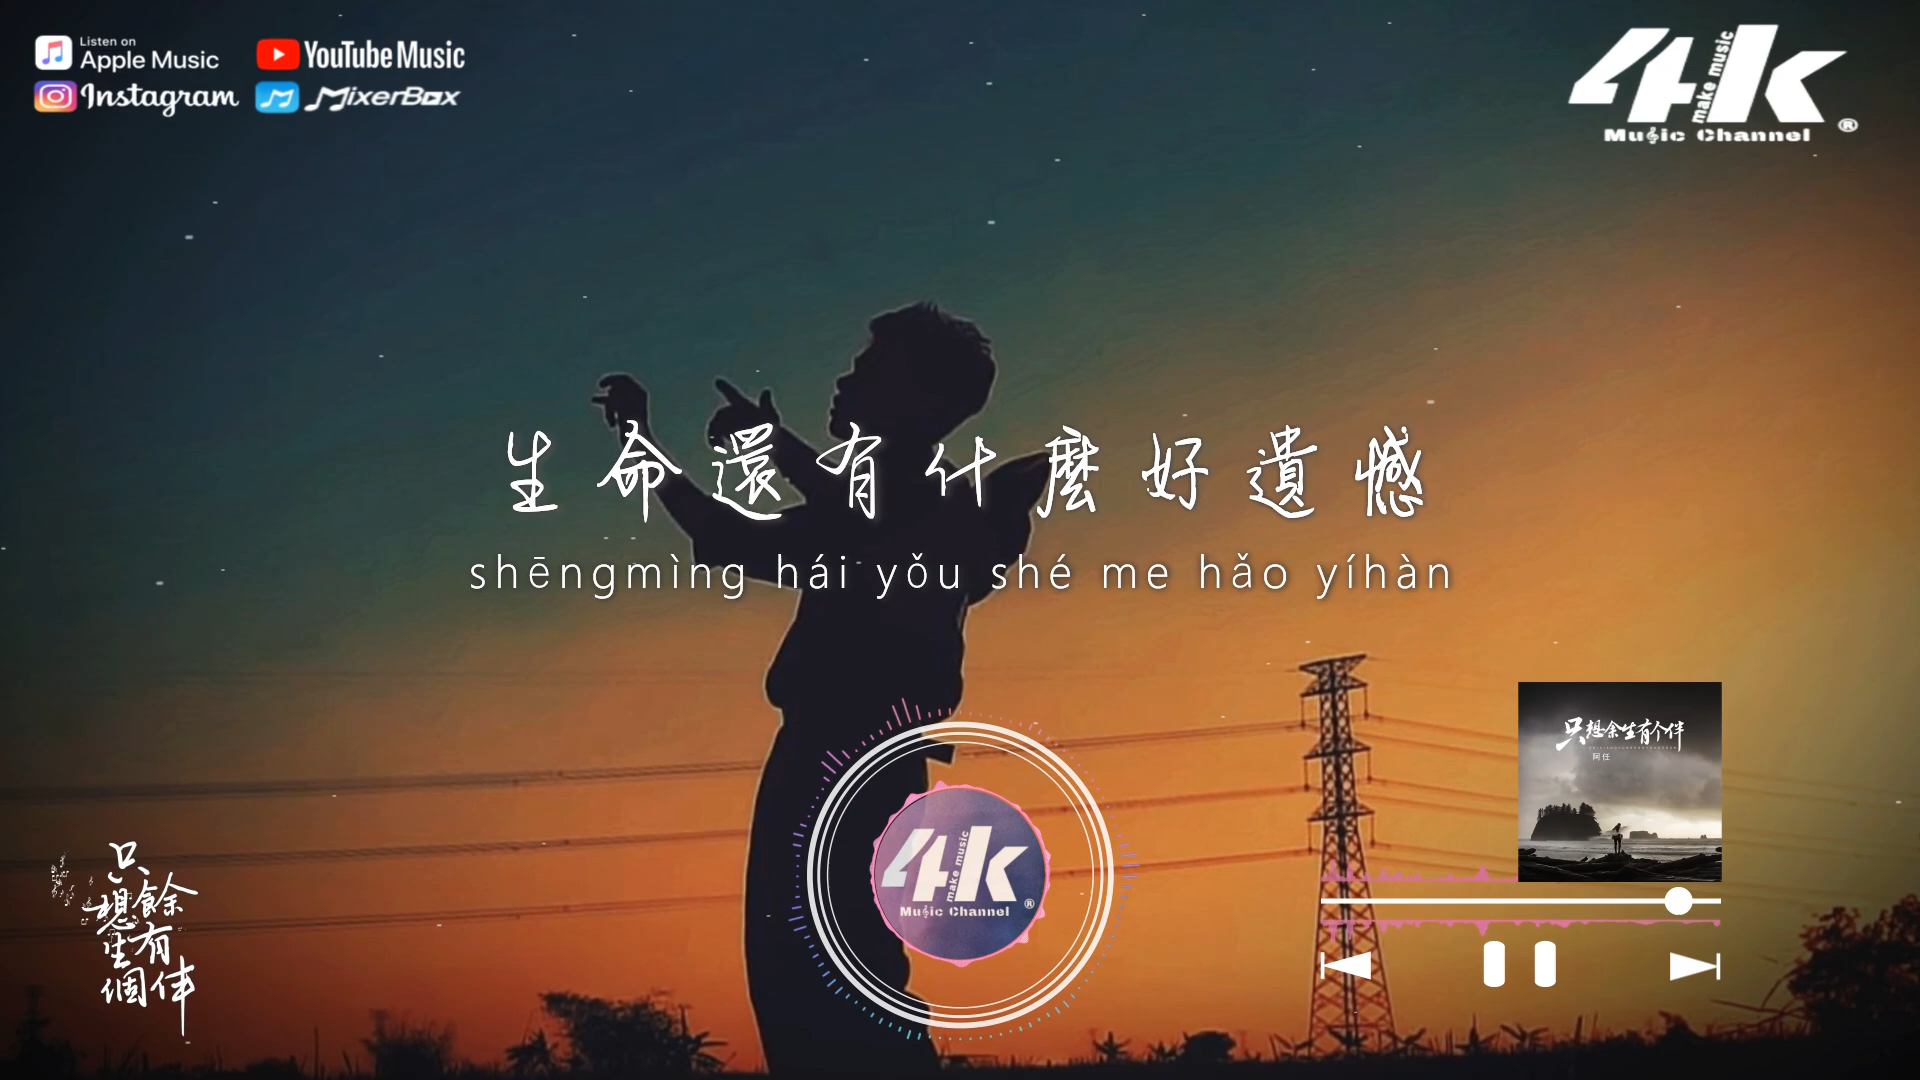 Listen on
Apple Music
YouTube Music
Instagram
MixerBox
4k
make music
Music Channel
®
生命還有什麼好遺憾
shēngmìng hái yǒu shé me hǎo yíhàn
只想余生有个伴
阿任
4k
make music
Music Channel
®
只想餘生有個伴